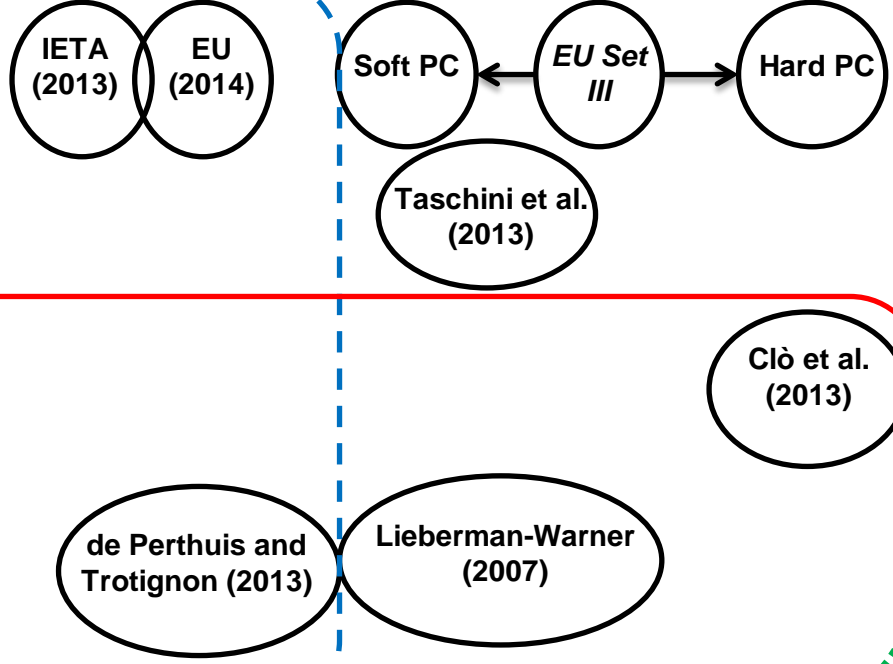 IETA
(2013)
EU
(2014)
Soft PC
EU Set
III
Hard PC
Taschini et al.
(2013)
Clò et al.
(2013)
de Perthuis and
Trotignon (2013)
Lieberman-Warner
(2007)